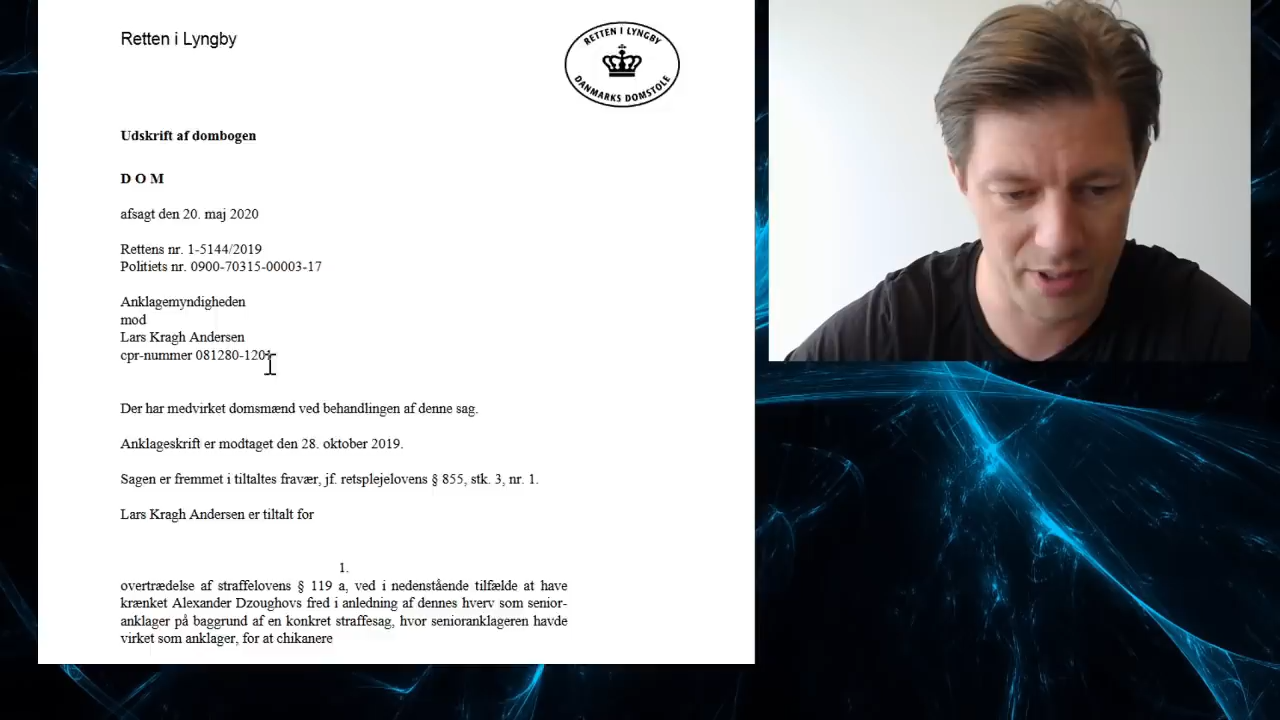 Retten i Lyngby
RETTEN I LYNGBY
DANMARKS DOMSTOLE
Udskrift af dombogen
D O M
afsagt den 20. maj 2020
Rettens nr. 1-5144/2019
Politiets nr. 0900-70315-00003-17
Anklagemyndigheden
mod
Lars Kragh Andersen
cpr-nummer
Der har medvirket domsmænd ved behandlingen af denne sag.
Anklageskrift er modtaget den 28. oktober 2019.
Sagen er fremmet i tiltaltes fravær, jf. retsplejelovens § 855, stk. 3, nr. 1.
Lars Kragh Andersen er tiltalt for
1.
overtrædelse af straffelovens § 119 a, ved i nedenstående tilfælde at have
krænket Alexander Dzoughovs fred i anledning af dennes hverv som senior-
anklager på baggrund af en konkret straffesag, hvor senioranklageren havde
virket som anklager, for at chikanere